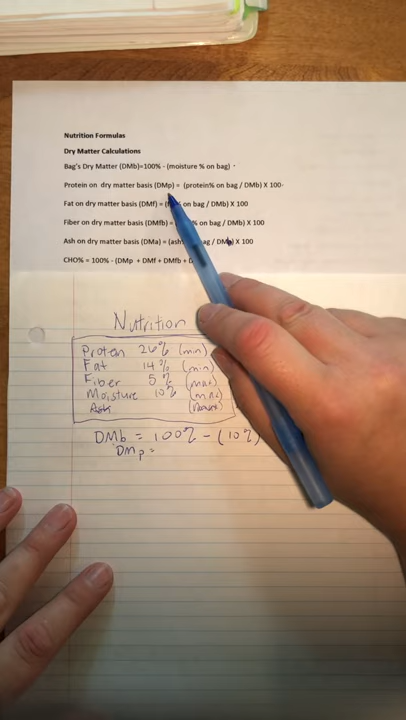 Nutrition Formulas
Dry Matter Calculations
Bag's Dry Matter (DMb)=100% - (moisture % on bag)
Protein on dry matter basis (DMp) = (protein% on bag / DMb) X 100
Fat on dry matter basis (DMf) = on bag / DMb) X 100
Fiber on dry matter basis (DMfb) = % on bag / DMb) X 100
Ash on dry matter basis (DMa) = (ash bag / DMb) X 100
CHO% = 100% - (DMp + DMf + DMfb +
Nutrition
Protein 26% (min)
Fat 14% (min)
Fiber 5% (max)
Moisture 10% (max)
Ash
DMb = 100% - (10%)
DMp =